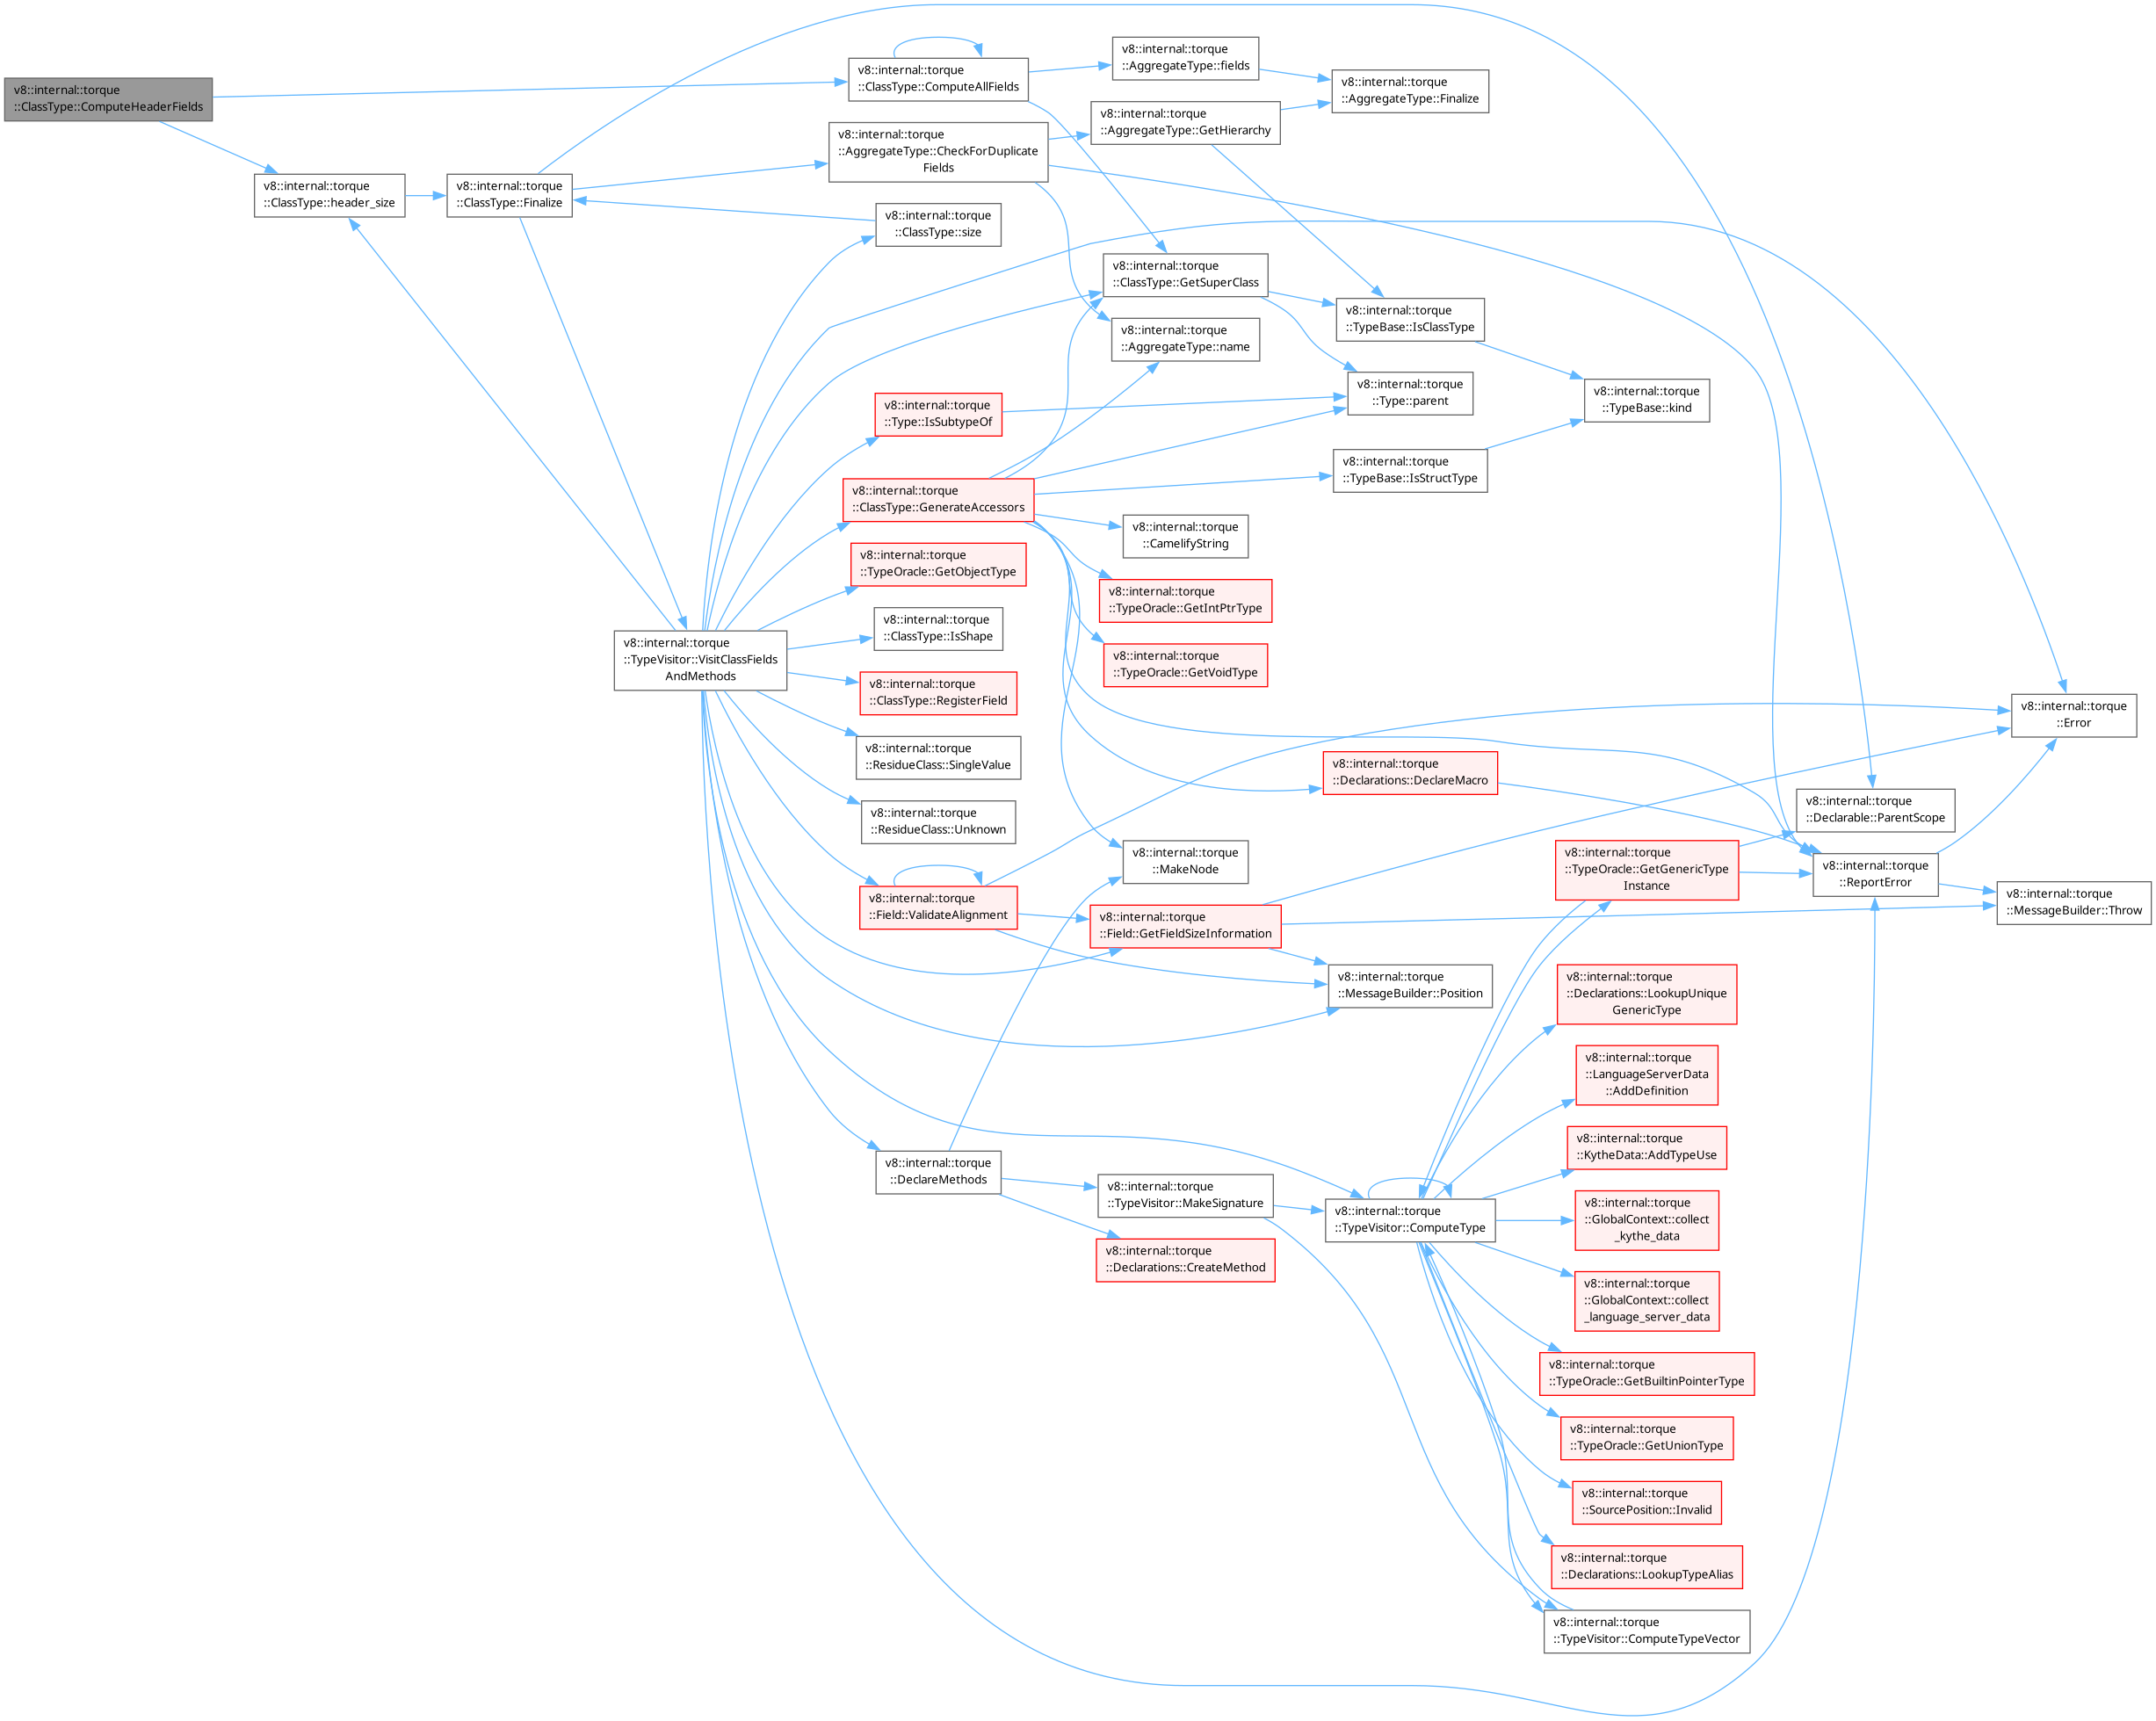 v8::internal::torque
::ClassType::ComputeHeaderFields
v8::internal::torque
::ClassType::header_size
v8::internal::torque
::ClassType::Finalize
v8::internal::torque
::TypeVisitor::VisitClassFields
AndMethods
v8::internal::torque
::ClassType::ComputeAllFields
v8::internal::torque
::AggregateType::CheckForDuplicate
Fields
v8::internal::torque
::ClassType::size
v8::internal::torque
::Type::IsSubtypeOf
v8::internal::torque
::ClassType::GenerateAccessors
v8::internal::torque
::TypeOracle::GetObjectType
v8::internal::torque
::ClassType::IsShape
v8::internal::torque
::ClassType::RegisterField
v8::internal::torque
::ResidueClass::SingleValue
v8::internal::torque
::ResidueClass::Unknown
v8::internal::torque
::Field::ValidateAlignment
v8::internal::torque
::DeclareMethods
v8::internal::torque
::AggregateType::fields
v8::internal::torque
::AggregateType::GetHierarchy
v8::internal::torque
::ClassType::GetSuperClass
v8::internal::torque
::AggregateType::name
v8::internal::torque
::CamelifyString
v8::internal::torque
::TypeOracle::GetIntPtrType
v8::internal::torque
::TypeOracle::GetVoidType
v8::internal::torque
::MakeNode
v8::internal::torque
::Field::GetFieldSizeInformation
v8::internal::torque
::TypeVisitor::MakeSignature
v8::internal::torque
::Declarations::CreateMethod
v8::internal::torque
::AggregateType::Finalize
v8::internal::torque
::TypeBase::IsClassType
v8::internal::torque
::Type::parent
v8::internal::torque
::TypeBase::IsStructType
v8::internal::torque
::Declarations::DeclareMacro
v8::internal::torque
::MessageBuilder::Position
v8::internal::torque
::TypeVisitor::ComputeType
v8::internal::torque
::TypeBase::kind
v8::internal::torque
::TypeOracle::GetGenericType
Instance
v8::internal::torque
::Declarations::LookupUnique
GenericType
v8::internal::torque
::LanguageServerData
::AddDefinition
v8::internal::torque
::KytheData::AddTypeUse
v8::internal::torque
::GlobalContext::collect
_kythe_data
v8::internal::torque
::GlobalContext::collect
_language_server_data
v8::internal::torque
::TypeOracle::GetBuiltinPointerType
v8::internal::torque
::TypeOracle::GetUnionType
v8::internal::torque
::SourcePosition::Invalid
v8::internal::torque
::Declarations::LookupTypeAlias
v8::internal::torque
::TypeVisitor::ComputeTypeVector
v8::internal::torque
::Declarable::ParentScope
v8::internal::torque
::ReportError
v8::internal::torque
::Error
v8::internal::torque
::MessageBuilder::Throw